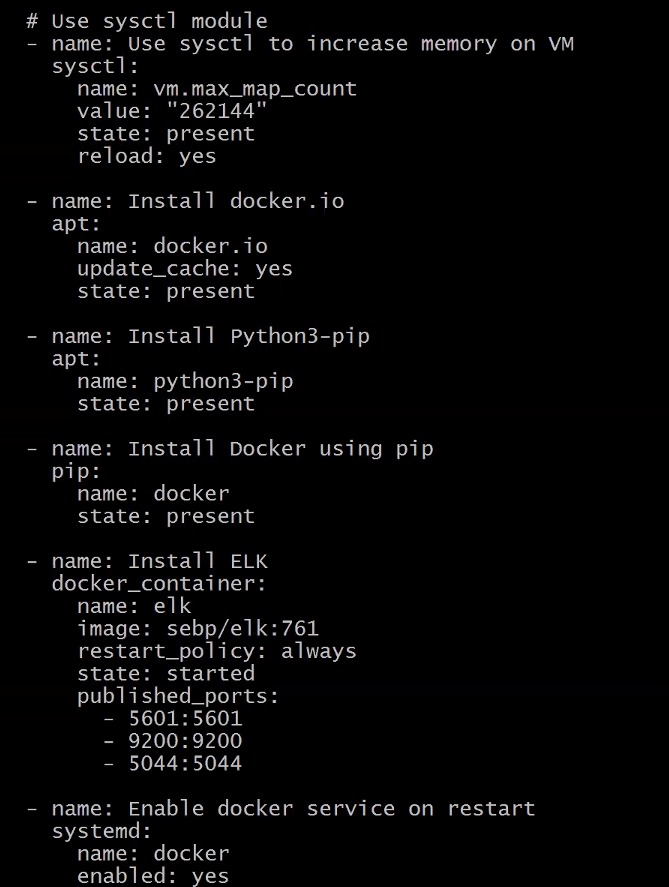 # Use sysctl module
- name: Use sysctl to increase memory on VM
  sysctl:
    name: vm.max_map_count
    value: "262144"
    state: present
    reload: yes

- name: Install docker.io
  apt:
    name: docker.io
    update_cache: yes
    state: present

- name: Install Python3-pip
  apt:
    name: python3-pip
    state: present

- name: Install Docker using pip
  pip:
    name: docker
    state: present

- name: Install ELK
  docker_container:
    name: elk
    image: sebp/elk:761
    restart_policy: always
    state: started
    published_ports:
      - 5601:5601
      - 9200:9200
      - 5044:5044

- name: Enable docker service on restart
  systemd:
    name: docker
    enabled: yes